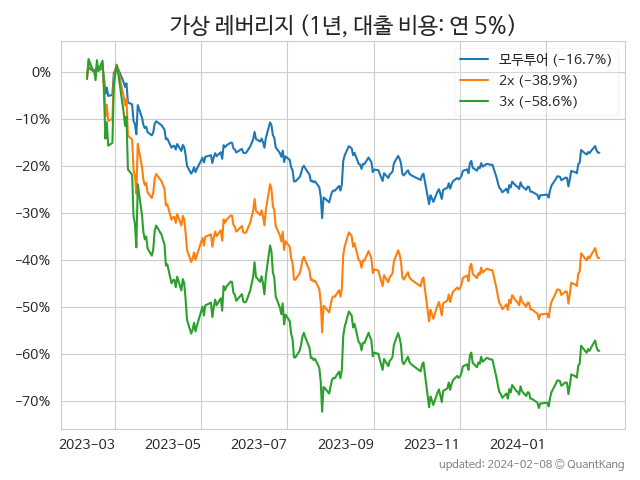 가상 레버리지 (1년, 대출 비용: 연 5%)
모두투어 (−16.7%)
2x (−38.9%)
3x (−58.6%)
0%
−10%
−20%
−30%
−40%
−50%
−60%
−70%
2023-03 2023-05 2023-07 2023-09 2023-11 2024-01
updated: 2024-02-08 © QuantKang